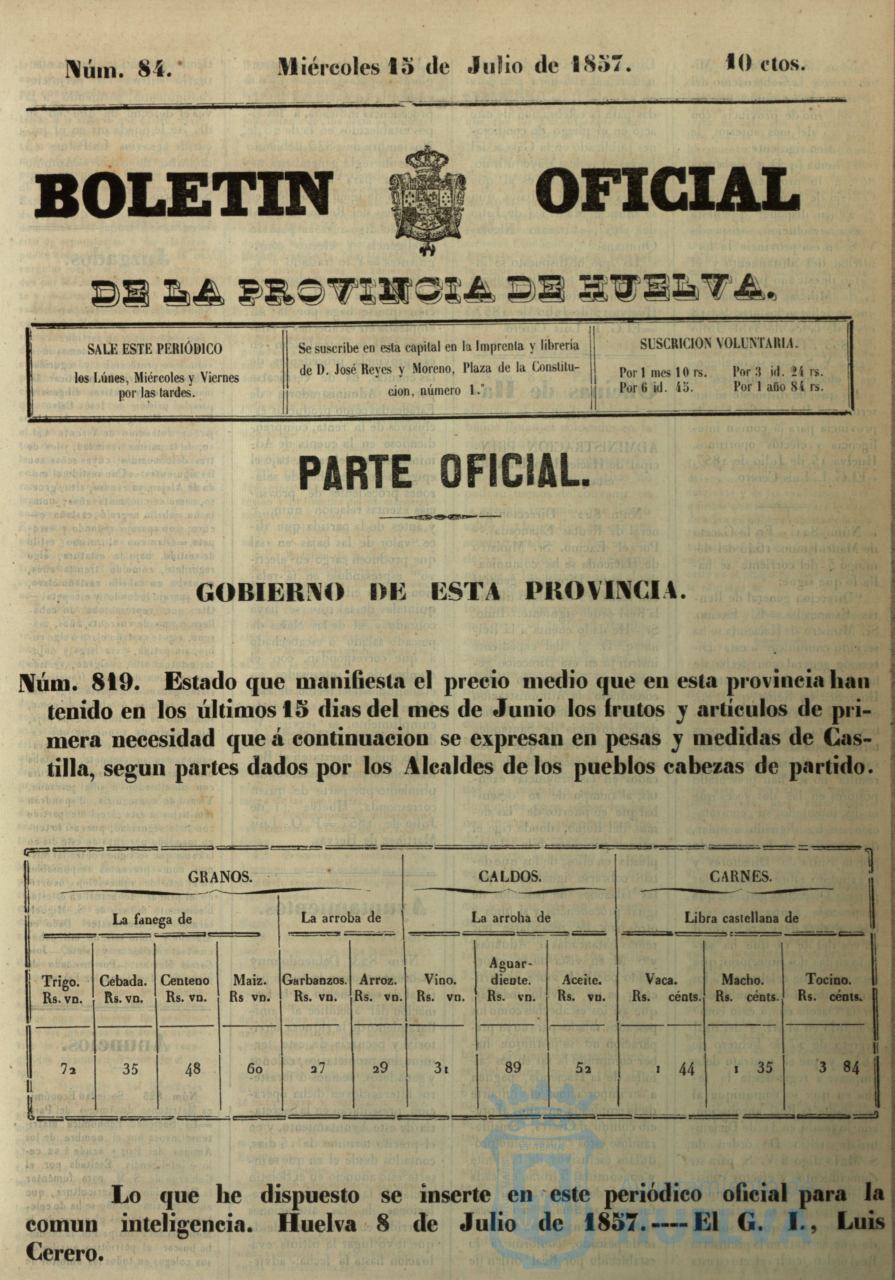 Núm. 84. Miércoles 15 de Julio de 1857. 10 ctos.
BOLETIN OFICIAL
DE LA PROVINCIA DE HUELVA.
SALE ESTE PERIÓDICO
los Lúnes, Miércoles y Viernes
por las tardes.
Se suscribe en esta capital en la Imprenta y librería
de D. José Reyes y Moreno, Plaza de la Constitu-
cion, número 1.°
SUSCRICION VOLUNTARIA.
Por 1 mes 10 rs. Por 3 id. 24 rs.
Por 6 id. 45. Por 1 año 84 rs.
PARTE OFICIAL.
GOBIERNO DE ESTA PROVINCIA.
Núm. 819. Estado que manifiesta el precio medio que en esta provincia han
tenido en los últimos 15 dias del mes de Junio los frutos y artículos de pri-
mera necesidad que á continuacion se expresan en pesas y medidas de Cas-
tilla, segun partes dados por los Alcaldes de los pueblos cabezas de partido.
GRANOS. CALDOS. CARNES.
La fanega de La arroba de La arroba de Libra castellana de
Trigo. Cebada. Centeno Maiz. Garbanzos. Arroz. Vino. Aguar-
diente. Aceite. Vaca. Macho. Tocino.
Rs. vn. Rs. vn. Rs. vn. Rs vn. Rs. vn. Rs. vn. Rs. vn. Rs. vn. Rs. vn. Rs. cénts. Rs. cénts. Rs. cénts.
72 35 48 60 27 29 31 89 52 1 44 1 35 3 84
Lo que he dispuesto se inserte en este periódico oficial para la
comun inteligencia. Huelva 8 de Julio de 1857.----El G. I., Luis
Cerero.
HUELVA